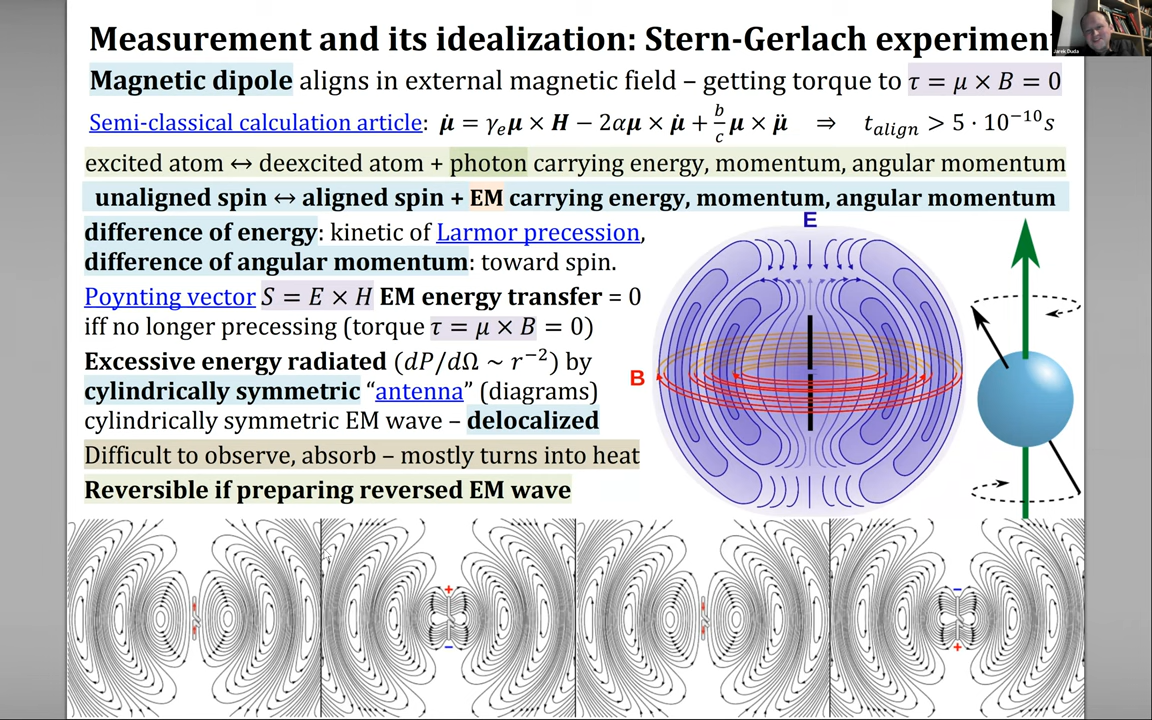 Measurement and its idealization: Stern-Gerlach experiment
Jarek Duda
Magnetic dipole aligns in external magnetic field – getting torque to τ = μ × B = 0
Semi-classical calculation article: μ̇ = γₑμ × H − 2αμ × μ̇ + b/c μ × μ̈ ⇒ t_align > 5 · 10⁻¹⁰s
excited atom ↔ deexcited atom + photon carrying energy, momentum, angular momentum
unaligned spin ↔ aligned spin + EM carrying energy, momentum, angular momentum
difference of energy: kinetic of Larmor precession,
difference of angular momentum: toward spin.
Poynting vector S = E × H EM energy transfer = 0
iff no longer precessing (torque τ = μ × B = 0)
Excessive energy radiated (dP/dΩ ~ r⁻²) by
cylindrically symmetric “antenna” (diagrams)
cylindrically symmetric EM wave – delocalized
Difficult to observe, absorb – mostly turns into heat
Reversible if preparing reversed EM wave
E
B
+
−
−
+